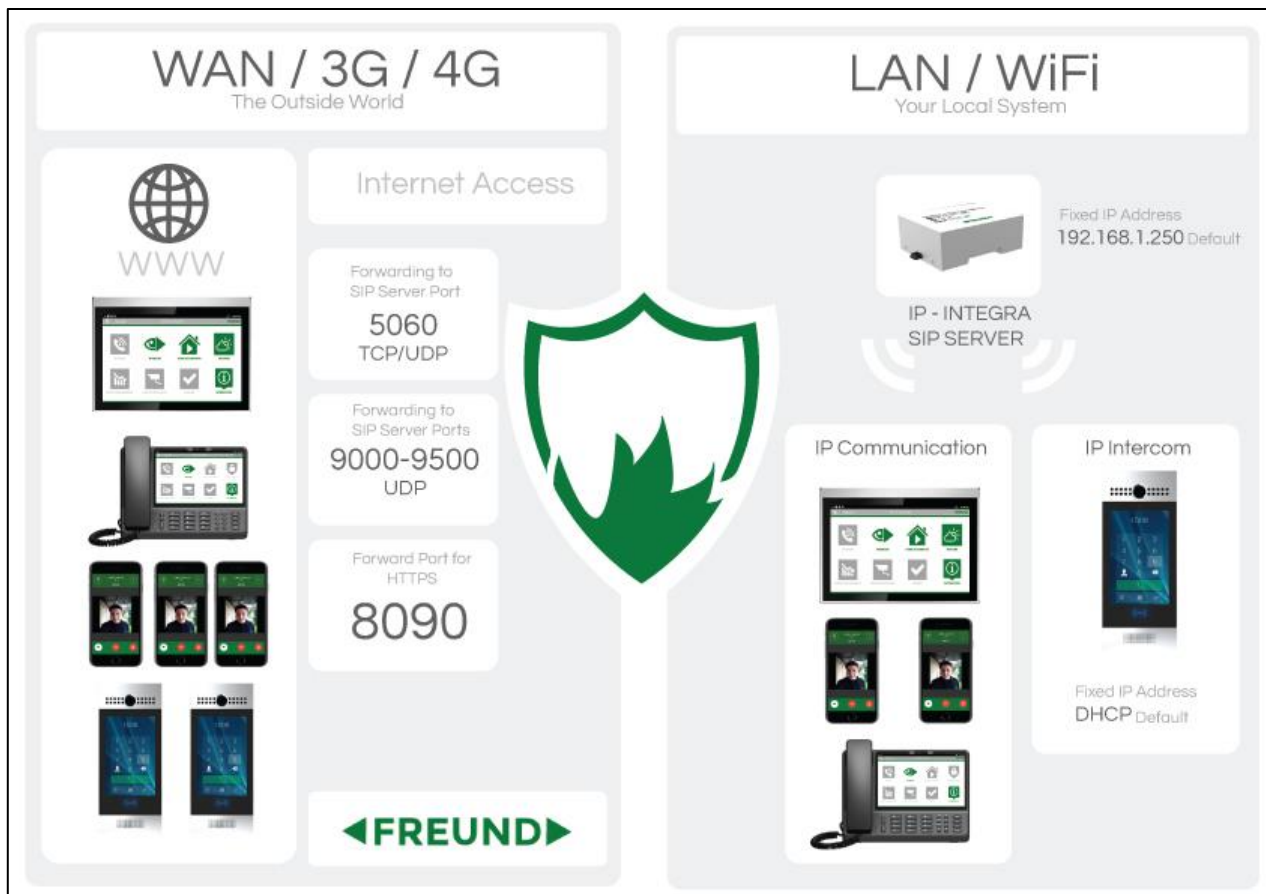 WAN / 3G / 4G
The Outside World
WWW
Internet Access
Forwarding to
SIP Server Port
5060
TCP/UDP
Forwarding to
SIP Server Ports
9000-9500
UDP
Forward Port for
HTTPS
8090
FREUND
LAN / WiFi
Your Local System
Fixed IP Address
192.168.1.250 Default
IP - INTEGRA
SIP SERVER
IP Communication
IP Intercom
Fixed IP Address
DHCP Default